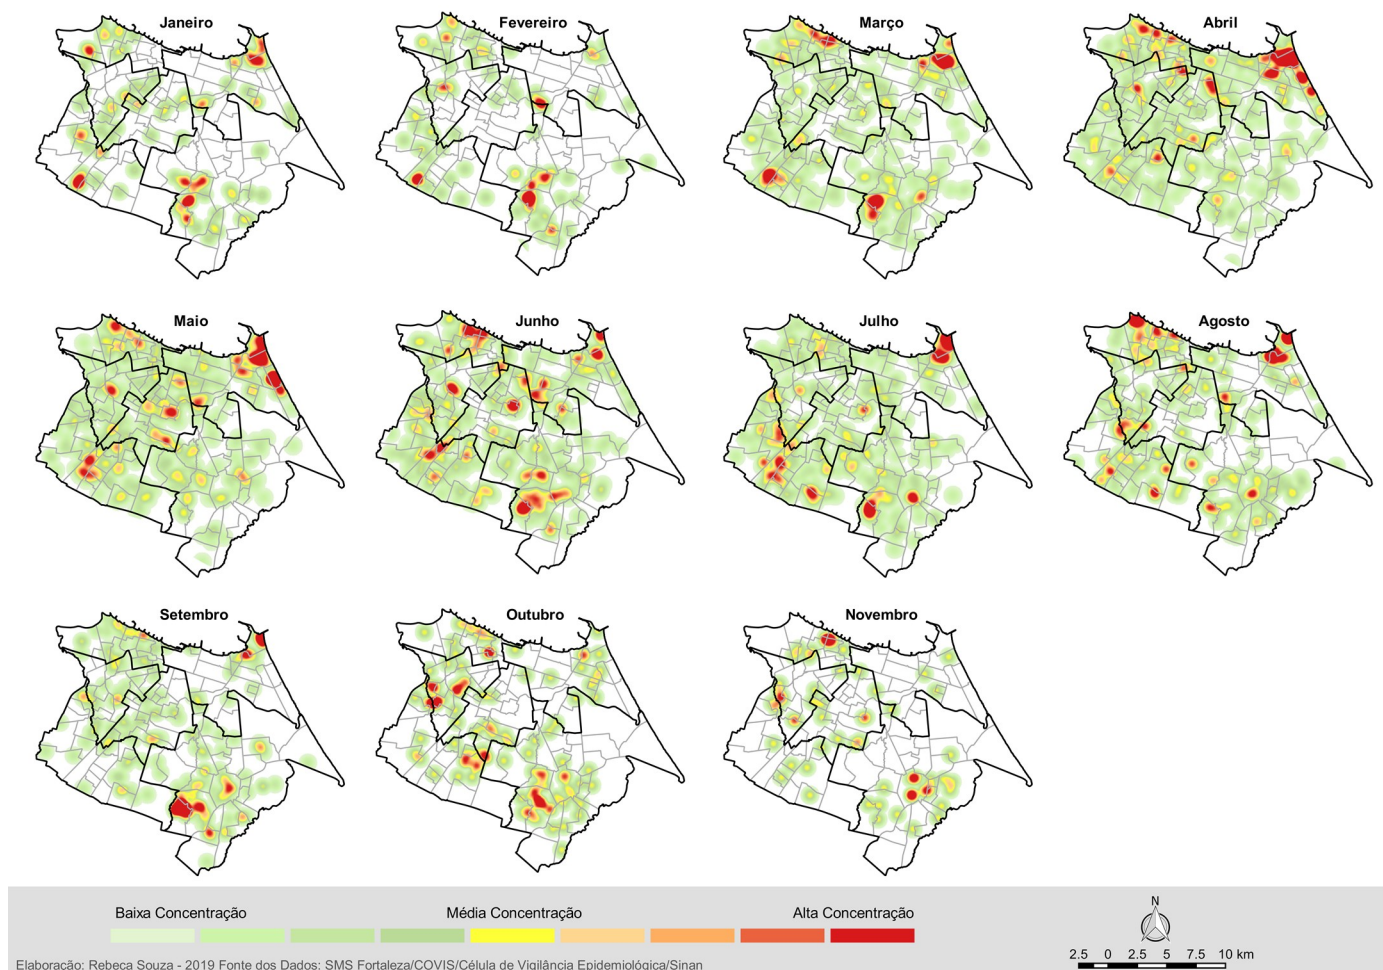 Janeiro
Fevereiro
Março
Abril
Maio
Junho
Julho
Agosto
Setembro
Outubro
Novembro
Baixa Concentração
Média Concentração
Alta Concentração
N
2.5 0 2.5 5 7.5 10 km
Elaboração: Rebeca Souza - 2019 Fonte dos Dados: SMS Fortaleza/COVIS/Célula de Vigilância Epidemiológica/Sinan